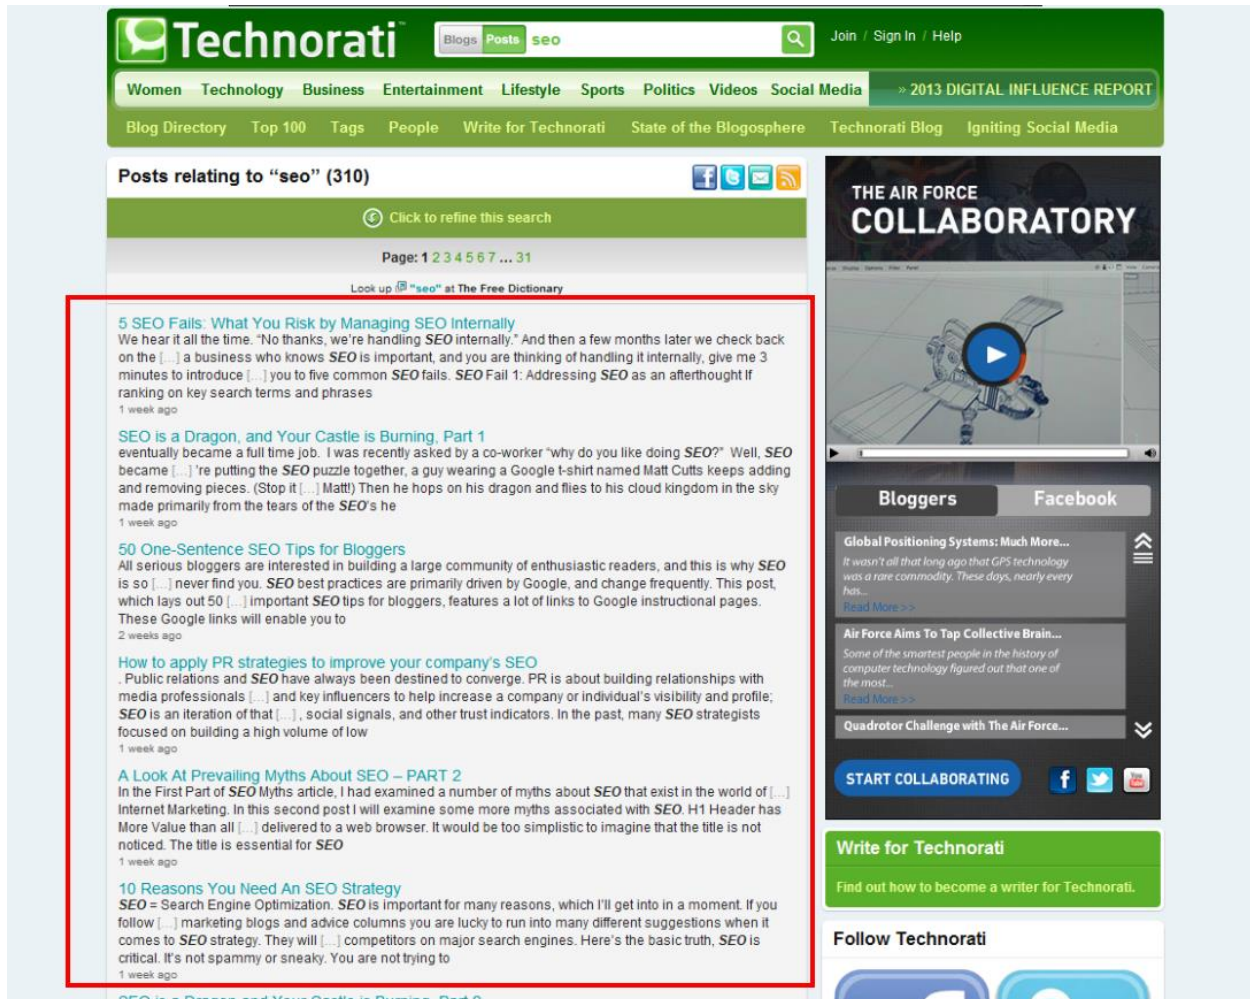 Technorati™
Blogs Posts seo
Join / Sign In / Help
Women Technology Business Entertainment Lifestyle Sports Politics Videos Social Media » 2013 DIGITAL INFLUENCE REPORT
Blog Directory Top 100 Tags People Write for Technorati State of the Blogosphere Technorati Blog Igniting Social Media
Posts relating to “seo” (310)
Click to refine this search
Page: 1 2 3 4 5 6 7 ... 31
Look up "seo" at The Free Dictionary
5 SEO Fails: What You Risk by Managing SEO Internally
We hear it all the time. “No thanks, we’re handling SEO internally.” And then a few months later we check back
on the [...] a business who knows SEO is important, and you are thinking of handling it internally, give me 3
minutes to introduce [...] you to five common SEO fails. SEO Fail 1: Addressing SEO as an afterthought If
ranking on key search terms and phrases
1 week ago
SEO is a Dragon, and Your Castle is Burning, Part 1
eventually became a full time job. I was recently asked by a co-worker “why do you like doing SEO?” Well, SEO
became [...] 're putting the SEO puzzle together, a guy wearing a Google t-shirt named Matt Cutts keeps adding
and removing pieces. (Stop it [...] Matt!) Then he hops on his dragon and flies to his cloud kingdom in the sky
made primarily from the tears of the SEO’s he
1 week ago
50 One-Sentence SEO Tips for Bloggers
All serious bloggers are interested in building a large community of enthusiastic readers, and this is why SEO
is so [...] never find you. SEO best practices are primarily driven by Google, and change frequently. This post,
which lays out 50 [...] important SEO tips for bloggers, features a lot of links to Google instructional pages.
These Google links will enable you to
2 weeks ago
How to apply PR strategies to improve your company’s SEO
. Public relations and SEO have always been destined to converge. PR is about building relationships with
media professionals [...] and key influencers to help increase a company or individual’s visibility and profile;
SEO is an iteration of that [...] , social signals, and other trust indicators. In the past, many SEO strategists
focused on building a high volume of low
1 week ago
A Look At Prevailing Myths About SEO – PART 2
In the First Part of SEO Myths article, I had examined a number of myths about SEO that exist in the world of [...]
Internet Marketing. In this second post I will examine some more myths associated with SEO. H1 Header has
More Value than all [...] delivered to a web browser. It would be too simplistic to imagine that the title is not
noticed. The title is essential for SEO
1 week ago
10 Reasons You Need An SEO Strategy
SEO = Search Engine Optimization. SEO is important for many reasons, which I’ll get into in a moment. If you
follow [...] marketing blogs and advice columns you are lucky to run into many different suggestions when it
comes to SEO strategy. They will [...] competitors on major search engines. Here’s the basic truth, SEO is
critical. It’s not spammy or sneaky. You are not trying to
1 week ago
THE AIR FORCE
COLLABORATORY
Bloggers Facebook
Global Positioning Systems: Much More...
It wasn't all that long ago that GPS technology
was a rare commodity. These days, nearly every
has...
Read More >>
Air Force Aims To Tap Collective Brain...
Some of the smartest people in the history of
computer technology figured out that one of
the most...
Read More >>
Quadrotor Challenge with The Air Force...
START COLLABORATING
Write for Technorati
Find out how to become a writer for Technorati.
Follow Technorati